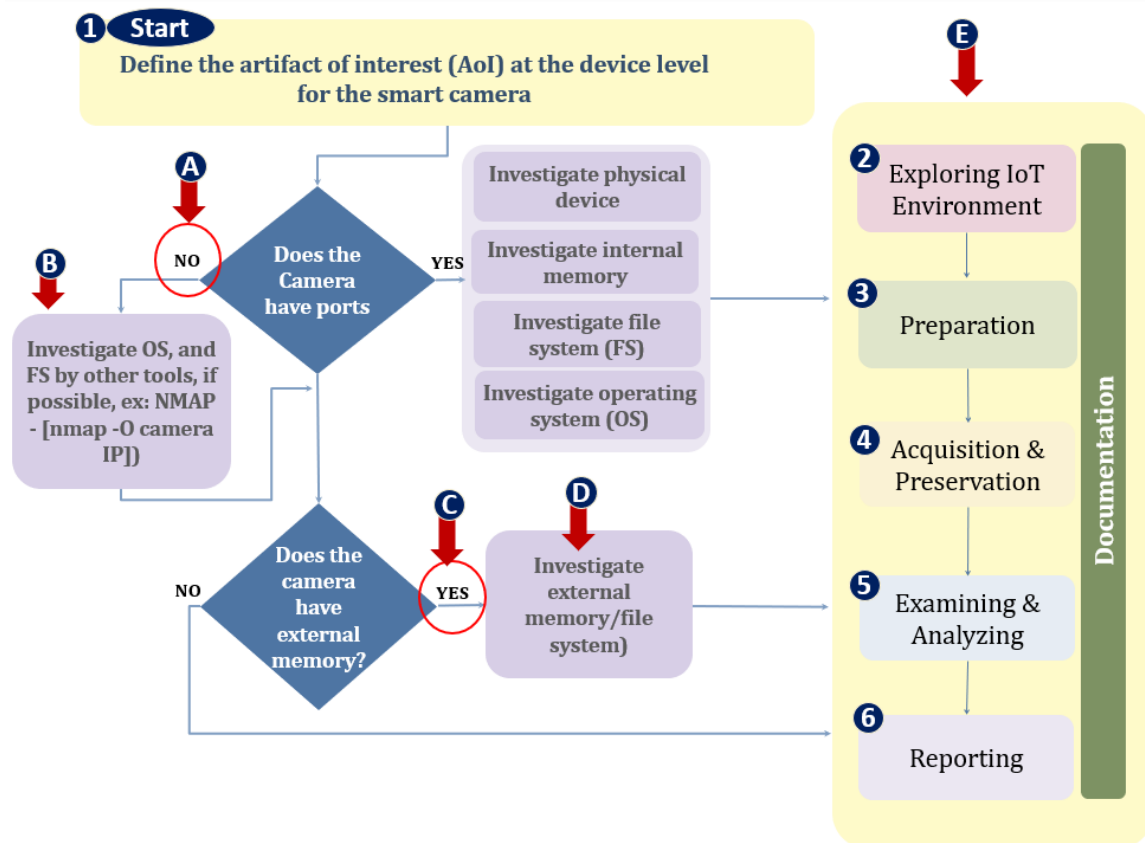 1 Start
Define the artifact of interest (AoI) at the device level
for the smart camera
A
NO
Does the
Camera
have ports
YES
B
Investigate OS, and
FS by other tools, if
possible, ex: NMAP
- [nmap -O camera
IP])
Investigate physical
device
Investigate internal
memory
Investigate file
system (FS)
Investigate operating
system (OS)
NO
Does the
camera
have
external
memory?
C
YES
D
Investigate
external
memory/file
system)
E
2
Exploring IoT
Environment
3
Preparation
4
Acquisition &
Preservation
5
Examining &
Analyzing
6
Reporting
Documentation